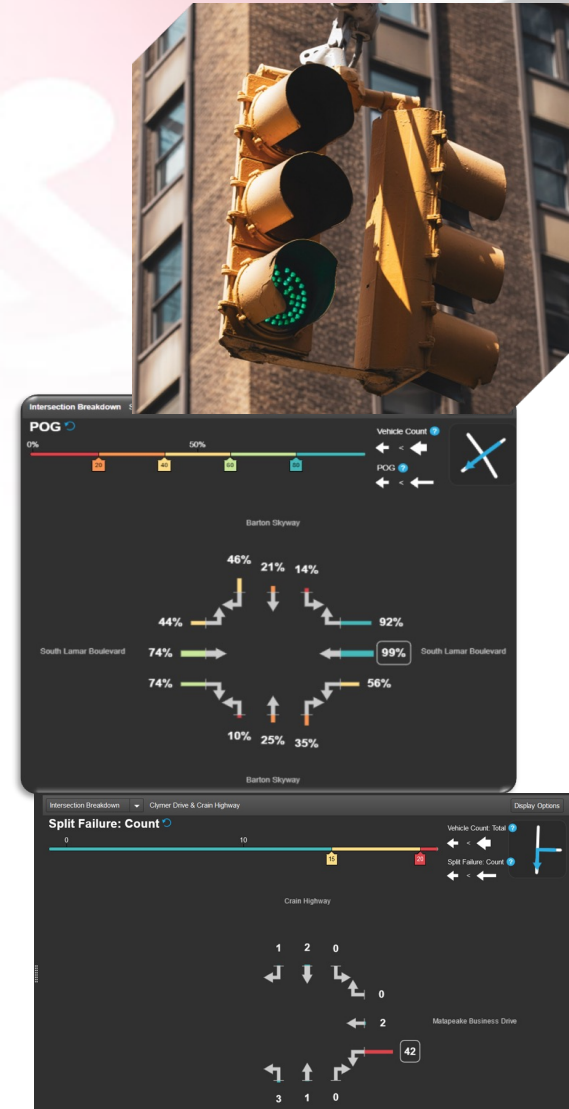 Intersection Breakdown
POG
0% 50%
20 40 60 80
Vehicle Count ?
<
POG ?
<
Barton Skyway
46% 21% 14%
44% 92%
South Lamar Boulevard 74% 99% South Lamar Boulevard
74% 56%
10% 25% 35%
Barton Skyway
Intersection Breakdown Clymer Drive & Crain Highway Display Options
Split Failure: Count
0 10
15 20
Vehicle Count: Total ?
<
Split Failure: Count ?
<
Crain Highway
1 2 0
0
2 Matapeake Business Drive
42
3 1 0